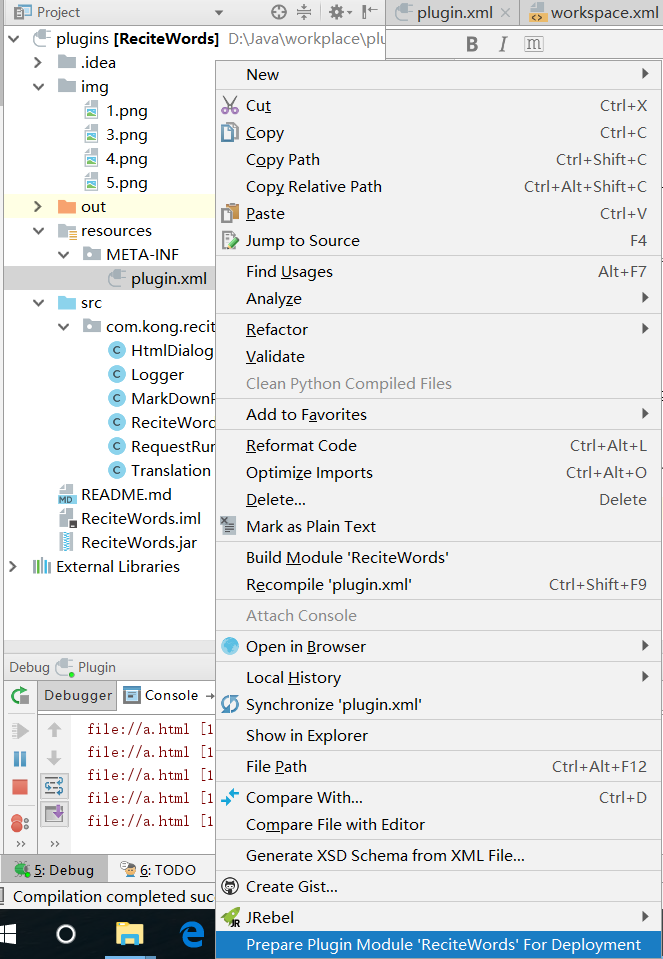 Project
plugin.xml
workspace.xml
plugins [ReciteWords] D:\Java\workplace\plu
B I m
.idea
img
1.png
3.png
4.png
5.png
out
resources
META-INF
plugin.xml
src
com.kong.recit
HtmlDialog
Logger
MarkDownP
ReciteWord
RequestRun
Translation
README.md
ReciteWords.iml
ReciteWords.jar
External Libraries
New
Cut Ctrl+X
Copy Ctrl+C
Copy Path Ctrl+Shift+C
Copy Relative Path Ctrl+Alt+Shift+C
Paste Ctrl+V
Jump to Source F4
Find Usages Alt+F7
Analyze
Refactor
Validate
Clean Python Compiled Files
Add to Favorites
Reformat Code Ctrl+Alt+L
Optimize Imports Ctrl+Alt+O
Delete... Delete
Mark as Plain Text
Build Module 'ReciteWords'
Recompile 'plugin.xml' Ctrl+Shift+F9
Attach Console
Open in Browser
Local History
Synchronize 'plugin.xml'
Show in Explorer
File Path Ctrl+Alt+F12
Compare With... Ctrl+D
Compare File with Editor
Generate XSD Schema from XML File...
Create Gist...
JRebel
Prepare Plugin Module 'ReciteWords' For Deployment
Debug Plugin
Debugger Console
file://a.html [1
file://a.html [1
file://a.html [1
file://a.html [1
file://a.html [1
5: Debug 6: TODO
Compilation completed suc